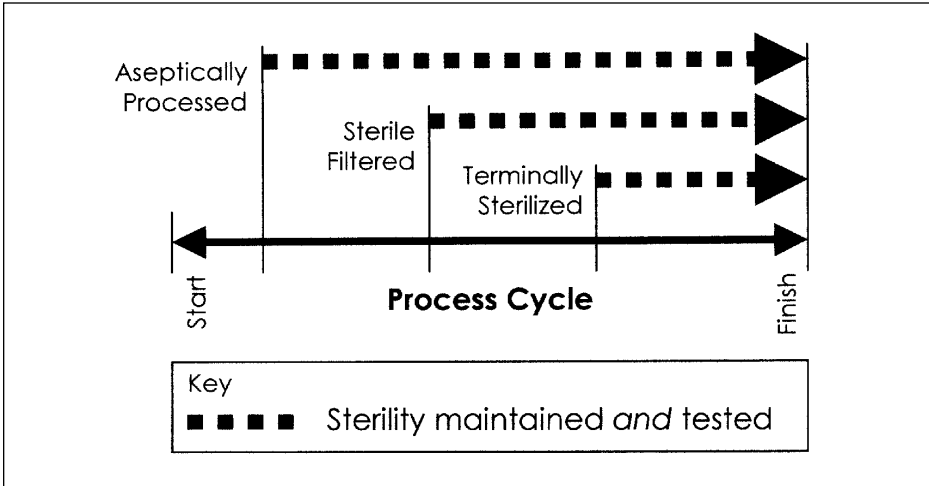 Aseptically
Processed
Sterile
Filtered
Terminally
Sterilized
Start
Process Cycle
Finish
Key
Sterility maintained and tested